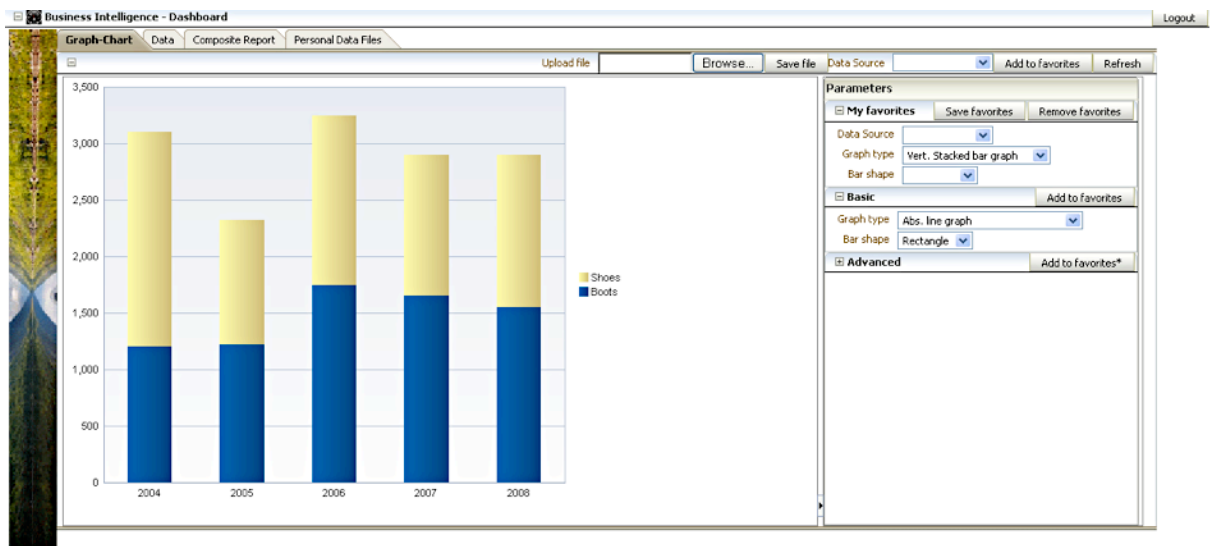 Business Intelligence - Dashboard
Logout
Graph-Chart Data Composite Report Personal Data Files
Upload file Browse... Save file Data Source Add to favorites Refresh
Parameters
My favorites Save favorites Remove favorites
Data Source
Graph type Vert. Stacked bar graph
Bar shape
Basic Add to favorites
Graph type Abs. line graph
Bar shape Rectangle
Advanced Add to favorites*
3,500
3,000
2,500
2,000
1,500
1,000
500
0
2004 2005 2006 2007 2008
Shoes
Boots